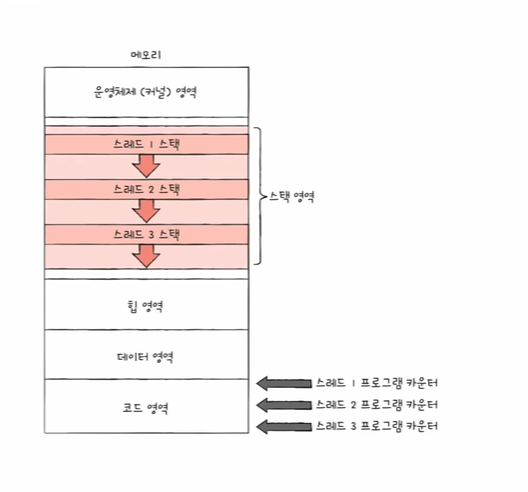 메모리
운영체제 (커널) 영역
스레드 1 스택
스레드 2 스택
스택 영역
스레드 3 스택
힙 영역
데이터 영역
스레드 1 프로그램 카운터
코드 영역
스레드 2 프로그램 카운터
스레드 3 프로그램 카운터